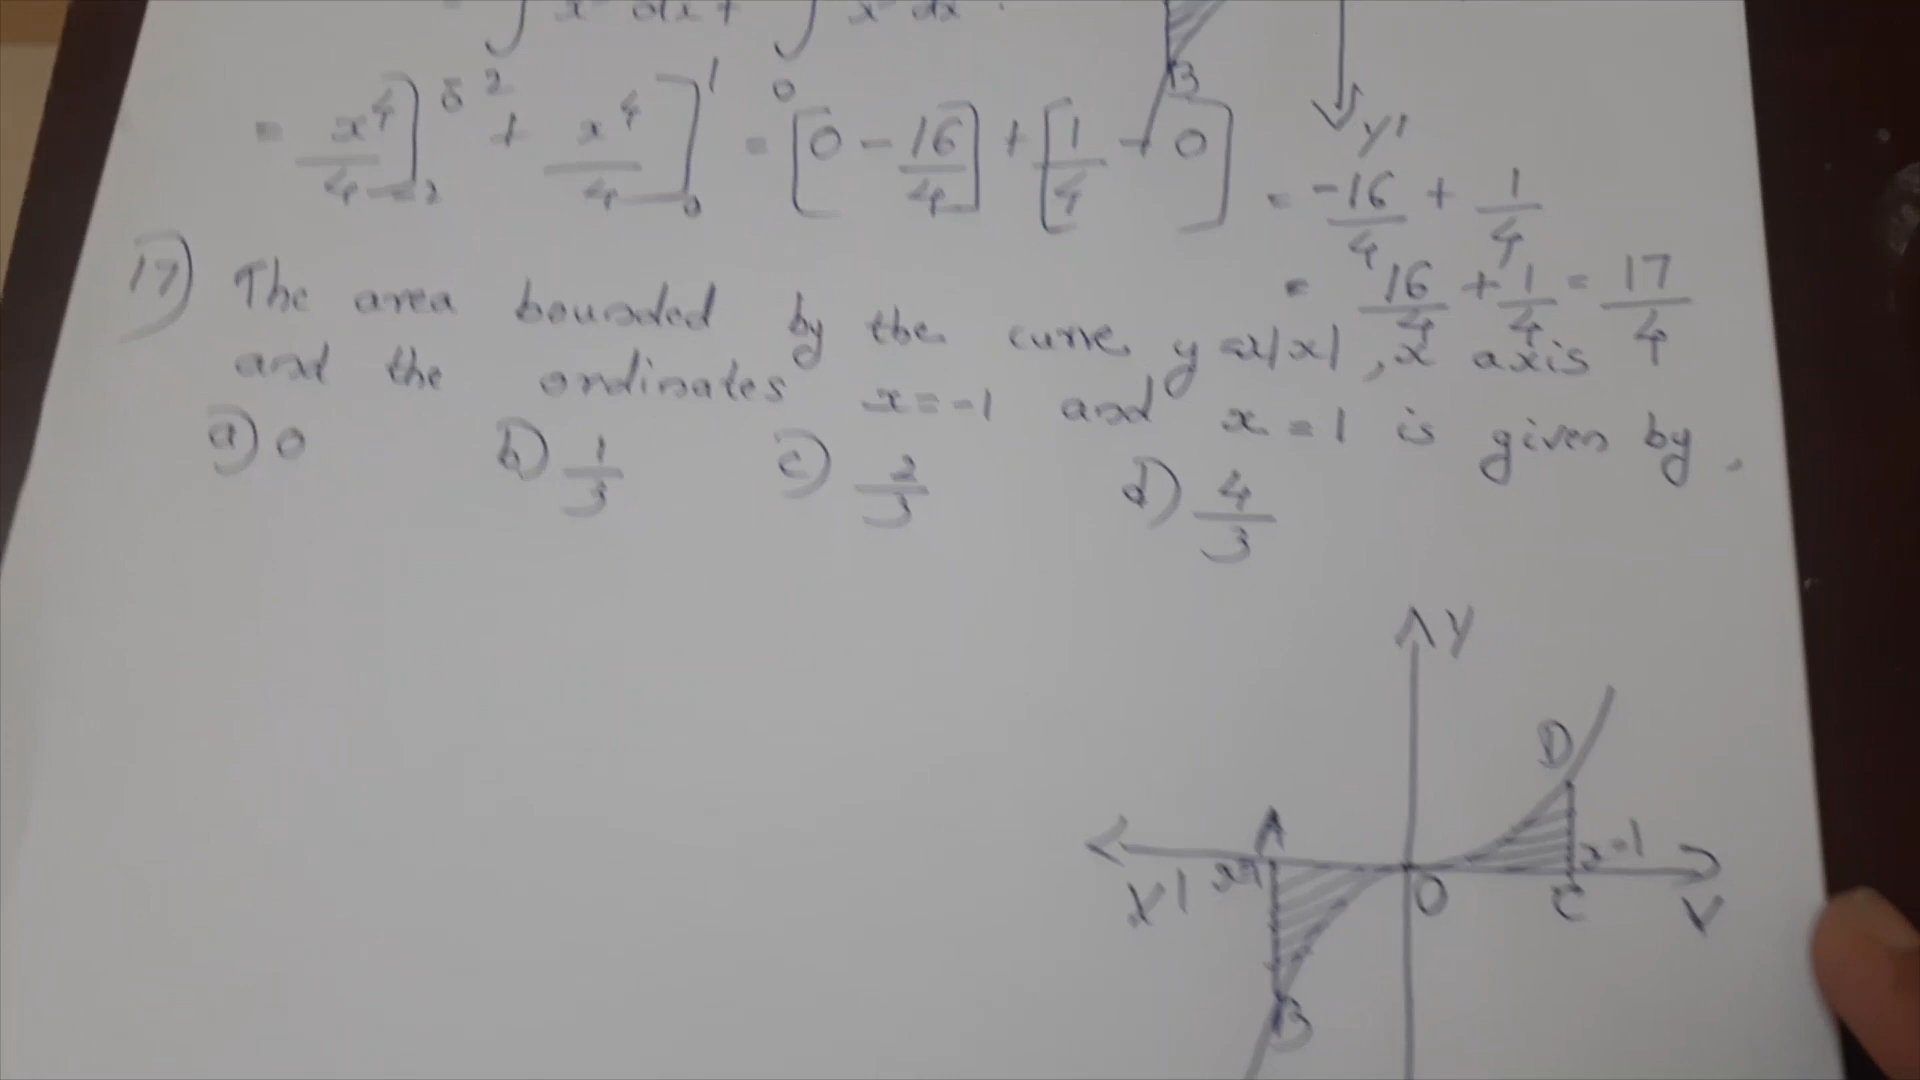 = x⁴/4]₋₂⁰ + x⁴/4]₀¹ = [0 - 16/4] + [1/4 - 0]
B
Y'
= -16/4 + 1/4
= 16/4 + 1/4 = 17/4
17) The area bounded by the curve y = x|x|, x axis
and the ordinates x = -1 and x = 1 is given by,
a) 0 b) 1/3 c) 2/3 d) 4/3
Y
D
A
x=1
X'
O
C
B